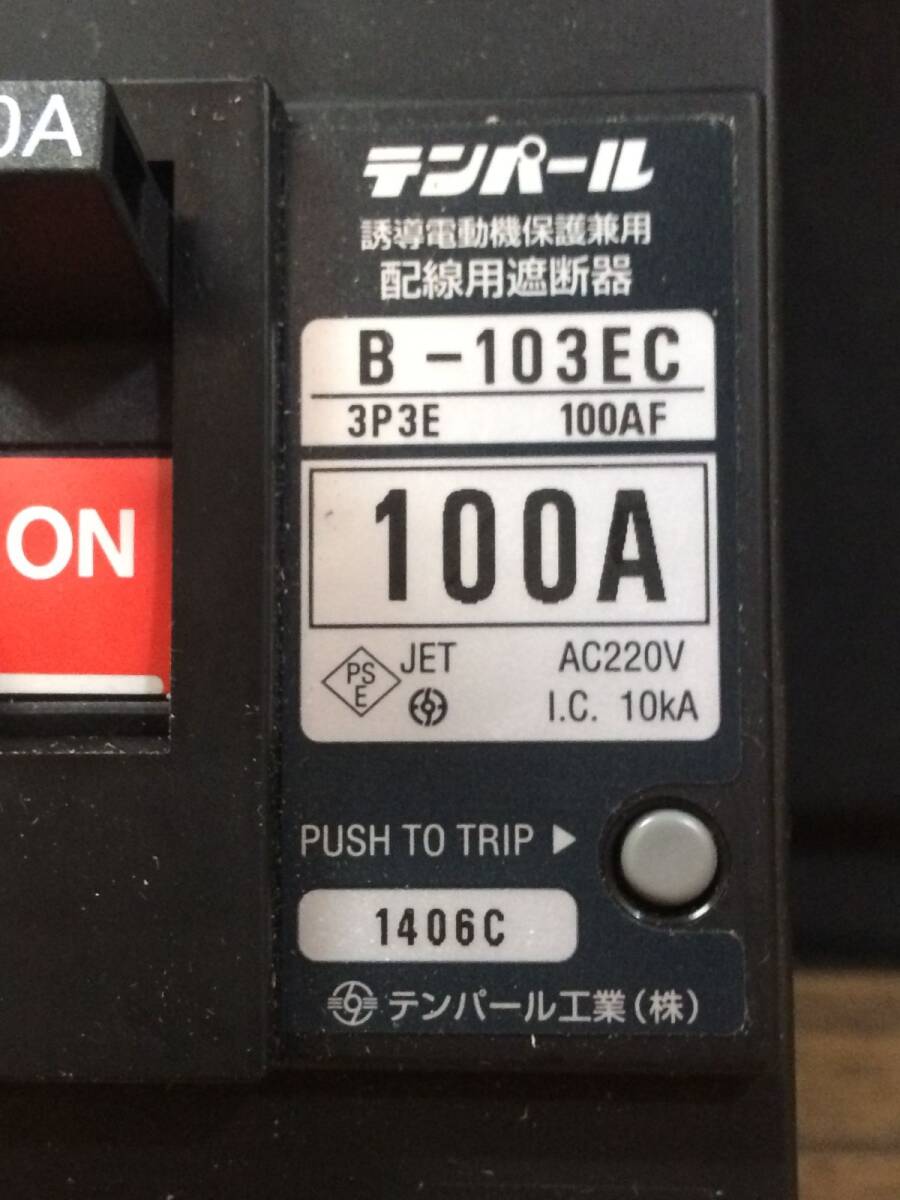 0A
テンパール
誘導電動機保護兼用
配線用遮断器
B-103EC
3P3E 100AF
100A
ON
PS
E
JET AC220V
I.C. 10kA
PUSH TO TRIP ▶
1406C
テンパール工業(株)